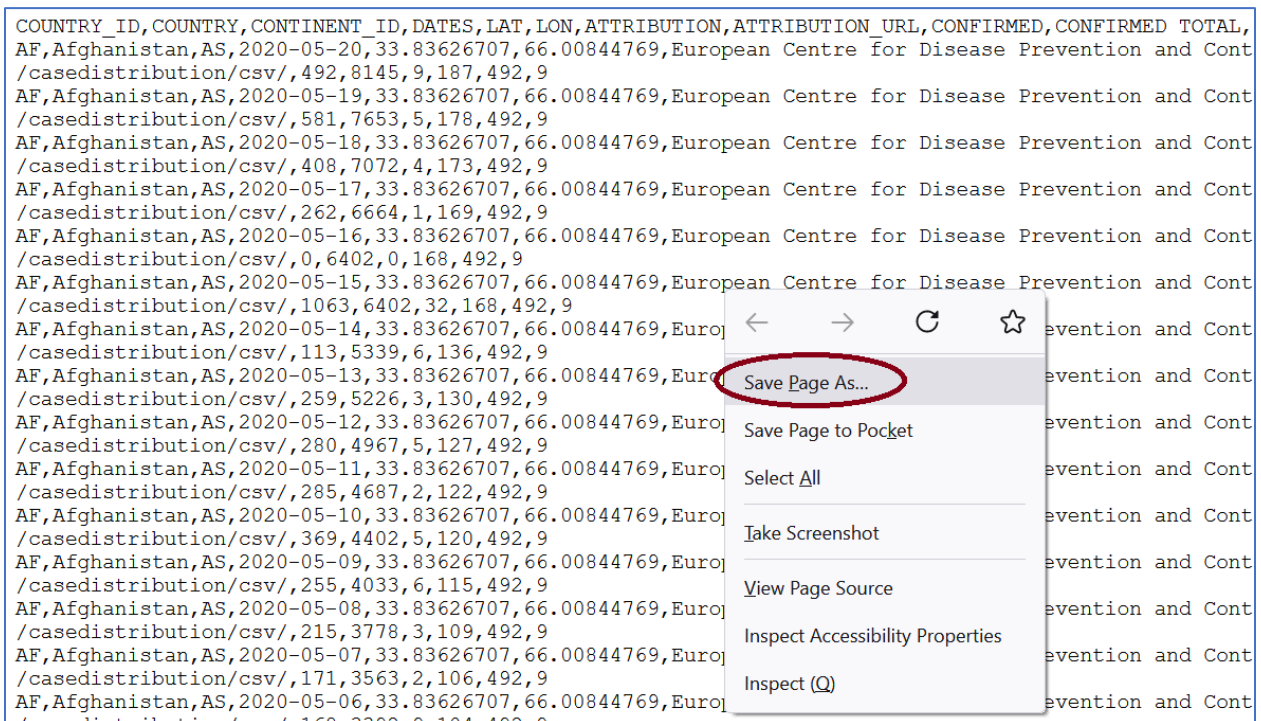 COUNTRY_ID,COUNTRY,CONTINENT_ID,DATES,LAT,LON,ATTRIBUTION,ATTRIBUTION_URL,CONFIRMED,CONFIRMED TOTAL,
AF,Afghanistan,AS,2020-05-20,33.83626707,66.00844769,European Centre for Disease Prevention and Cont
/casedistribution/csv/,492,8145,9,187,492,9
AF,Afghanistan,AS,2020-05-19,33.83626707,66.00844769,European Centre for Disease Prevention and Cont
/casedistribution/csv/,581,7653,5,178,492,9
AF,Afghanistan,AS,2020-05-18,33.83626707,66.00844769,European Centre for Disease Prevention and Cont
/casedistribution/csv/,408,7072,4,173,492,9
AF,Afghanistan,AS,2020-05-17,33.83626707,66.00844769,European Centre for Disease Prevention and Cont
/casedistribution/csv/,262,6664,1,169,492,9
AF,Afghanistan,AS,2020-05-16,33.83626707,66.00844769,European Centre for Disease Prevention and Cont
/casedistribution/csv/,0,6402,0,168,492,9
AF,Afghanistan,AS,2020-05-15,33.83626707,66.00844769,European Centre for Disease Prevention and Cont
/casedistribution/csv/,1063,6402,32,168,492,9
AF,Afghanistan,AS,2020-05-14,33.83626707,66.00844769,Euro evention and Cont
/casedistribution/csv/,113,5339,6,136,492,9
AF,Afghanistan,AS,2020-05-13,33.83626707,66.00844769,Euro evention and Cont
/casedistribution/csv/,259,5226,3,130,492,9
AF,Afghanistan,AS,2020-05-12,33.83626707,66.00844769,Euro evention and Cont
/casedistribution/csv/,280,4967,5,127,492,9
AF,Afghanistan,AS,2020-05-11,33.83626707,66.00844769,Euro evention and Cont
/casedistribution/csv/,285,4687,2,122,492,9
AF,Afghanistan,AS,2020-05-10,33.83626707,66.00844769,Euro evention and Cont
/casedistribution/csv/,369,4402,5,120,492,9
AF,Afghanistan,AS,2020-05-09,33.83626707,66.00844769,Euro evention and Cont
/casedistribution/csv/,255,4033,6,115,492,9
AF,Afghanistan,AS,2020-05-08,33.83626707,66.00844769,Euro evention and Cont
/casedistribution/csv/,215,3778,3,109,492,9
AF,Afghanistan,AS,2020-05-07,33.83626707,66.00844769,Euro evention and Cont
/casedistribution/csv/,171,3563,2,106,492,9
AF,Afghanistan,AS,2020-05-06,33.83626707,66.00844769,Euro evention and Cont
Save Page As...
Save Page to Pocket
Select All
Take Screenshot
View Page Source
Inspect Accessibility Properties
Inspect (Q)